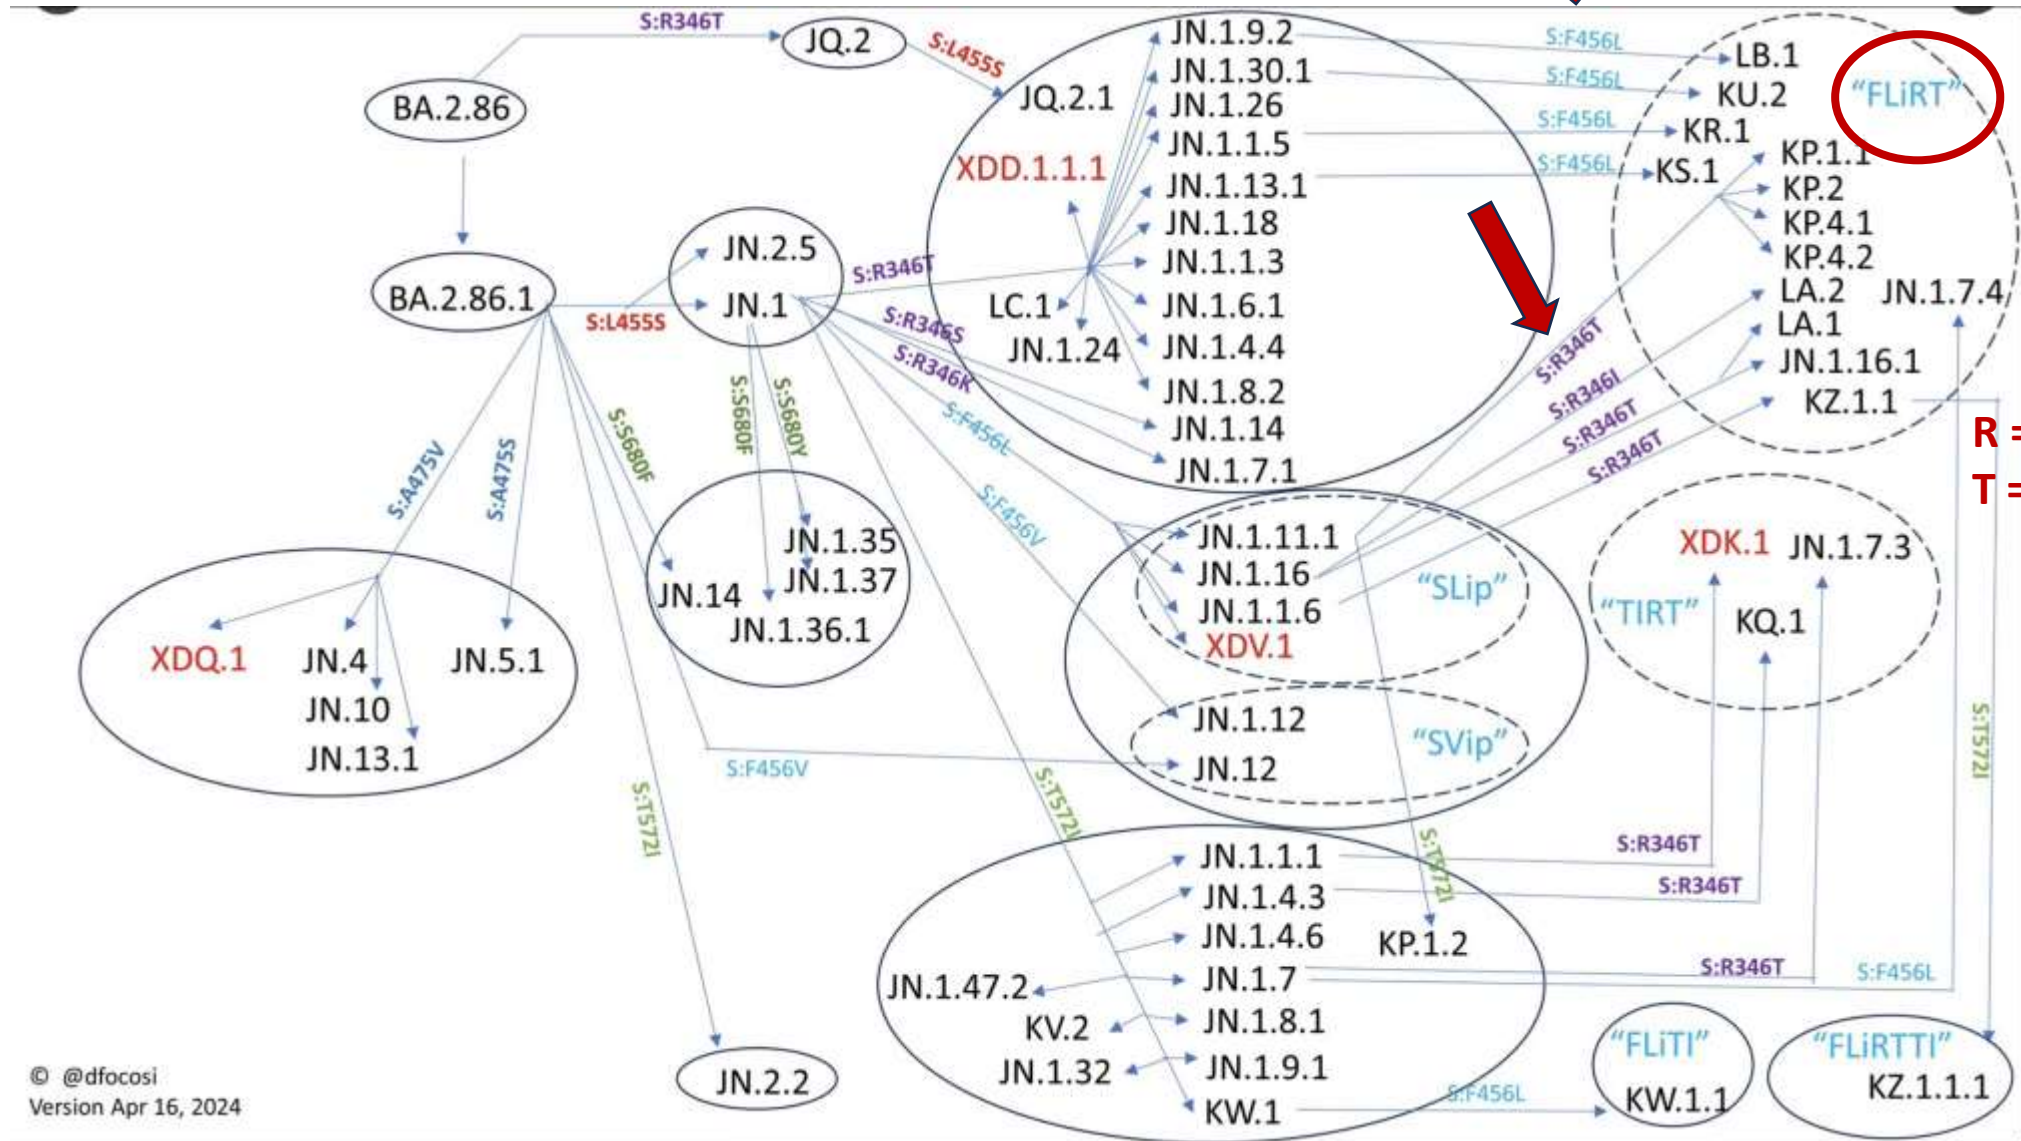 S:R346T
JQ.2
S:L455S
BA.2.86
JQ.2.1
XDD.1.1.1
JN.1.9.2
JN.1.30.1
JN.1.26
JN.1.1.5
JN.1.13.1
JN.1.18
JN.1.1.3
JN.1.6.1
JN.1.4.4
JN.1.8.2
JN.1.14
JN.1.7.1
LC.1
JN.1.24
S:F456L
S:F456L
S:F456L
S:F456L
LB.1
KU.2
KR.1
KS.1
“FLiRT”
KP.1.1
KP.2
KP.4.1
KP.4.2
LA.2
JN.1.7.4
LA.1
JN.1.16.1
KZ.1.1
R =
T =
BA.2.86.1
S:L455S
JN.2.5
JN.1
S:R346T
S:R346S
S:R346K
S:F456L
S:F456V
S:R346T
S:R346I
S:R346T
S:R346T
S:A475V
S:A475S
S:S680F
S:S680F
S:S680Y
JN.1.35
JN.1.37
JN.14
JN.1.36.1
JN.1.11.1
JN.1.16
JN.1.1.6
XDV.1
“SLip”
JN.1.12
JN.12
“SVip”
XDK.1
JN.1.7.3
“TIRT”
KQ.1
XDQ.1
JN.4
JN.5.1
JN.10
JN.13.1
S:F456V
S:T572I
S:T572I
S:T572I
S:T572I
S:R346T
S:R346T
S:R346T
S:F456L
JN.1.1.1
JN.1.4.3
JN.1.4.6
JN.1.7
JN.1.8.1
JN.1.9.1
KW.1
KP.1.2
JN.1.47.2
KV.2
JN.1.32
S:F456L
“FLiTI”
KW.1.1
“FLiRTTI”
KZ.1.1.1
JN.2.2
© @dfocosi
Version Apr 16, 2024